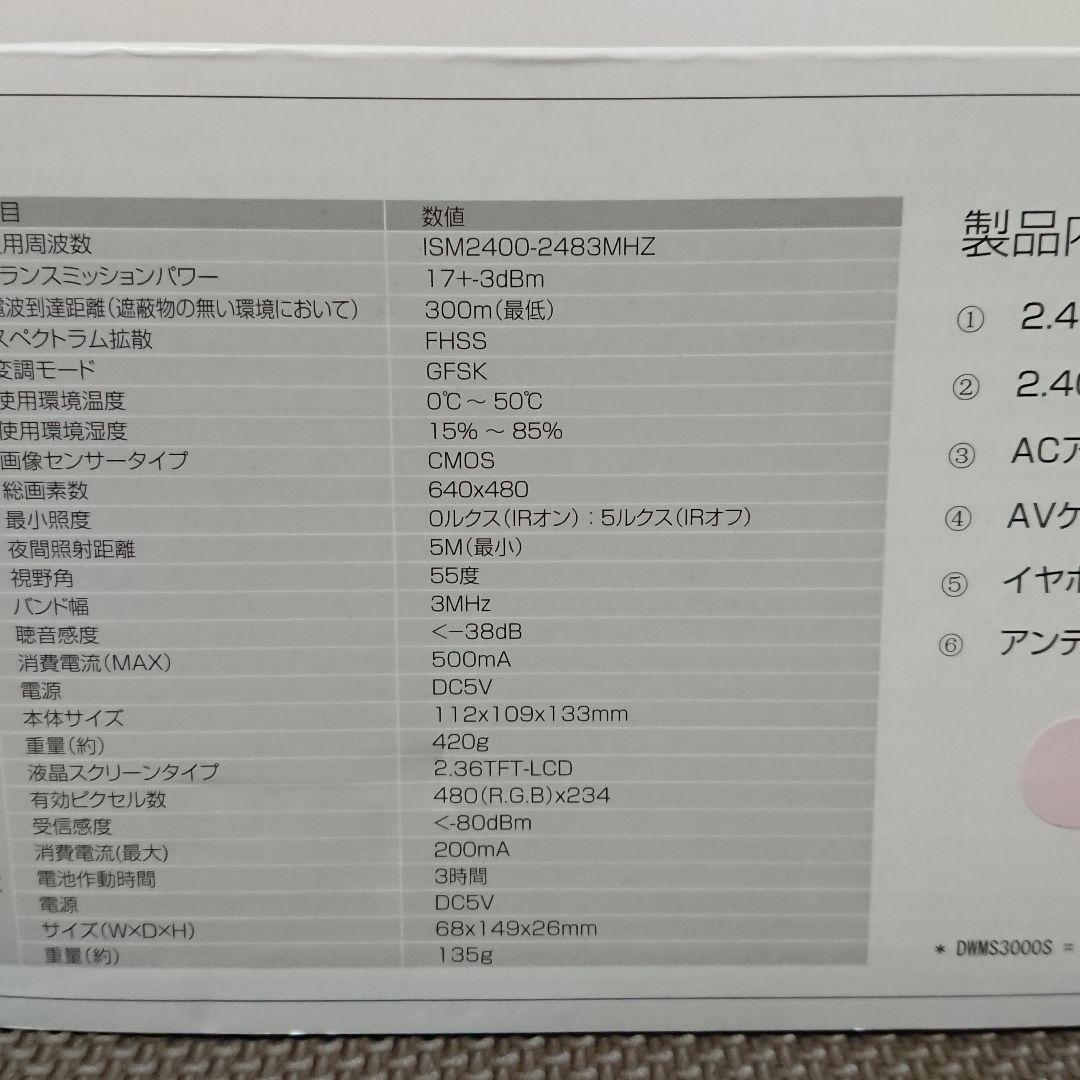 目 数値
用周波数 ISM2400-2483MHZ
ランスミッションパワー 17+-3dBm
電波到達距離(遮蔽物の無い環境において) 300m(最低)
スペクトラム拡散 FHSS
変調モード GFSK
使用環境温度 0℃～50℃
使用環境湿度 15%～85%
画像センサータイプ CMOS
総画素数 640x480
最小照度 0ルクス(IRオン):5ルクス(IRオフ)
夜間照射距離 5M(最小)
視野角 55度
バンド幅 3MHz
聴音感度 <-38dB
消費電流(MAX) 500mA
電源 DC5V
本体サイズ 112x109x133mm
重量(約) 420g
液晶スクリーンタイプ 2.36TFT-LCD
有効ピクセル数 480(R.G.B)x234
受信感度 <-80dBm
消費電流(最大) 200mA
電池作動時間 3時間
電源 DC5V
サイズ(W×D×H) 68x149x26mm
重量(約) 135g
製品内
① 2.4
② 2.4
③ ACア
④ AVケ
⑤ イヤホ
⑥ アンテ
* DWMS3000S =